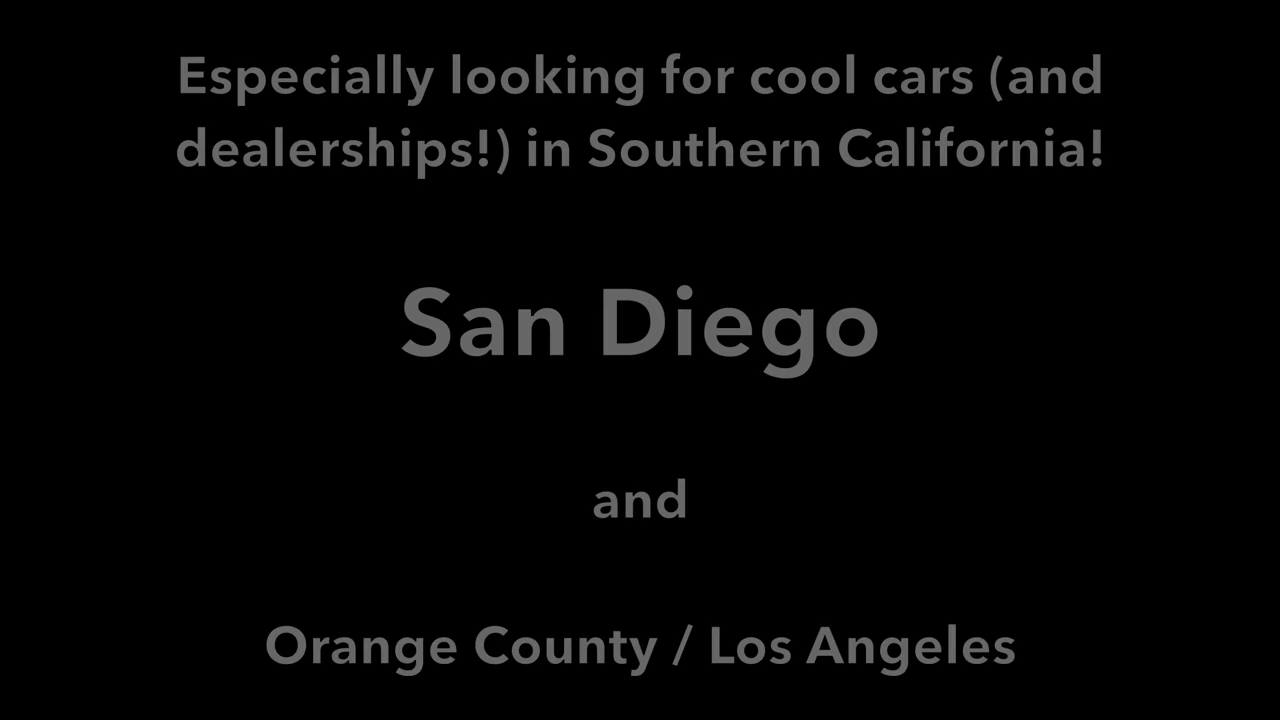 Especially looking for cool cars (and
dealerships!) in Southern California!
San Diego
and
Orange County / Los Angeles